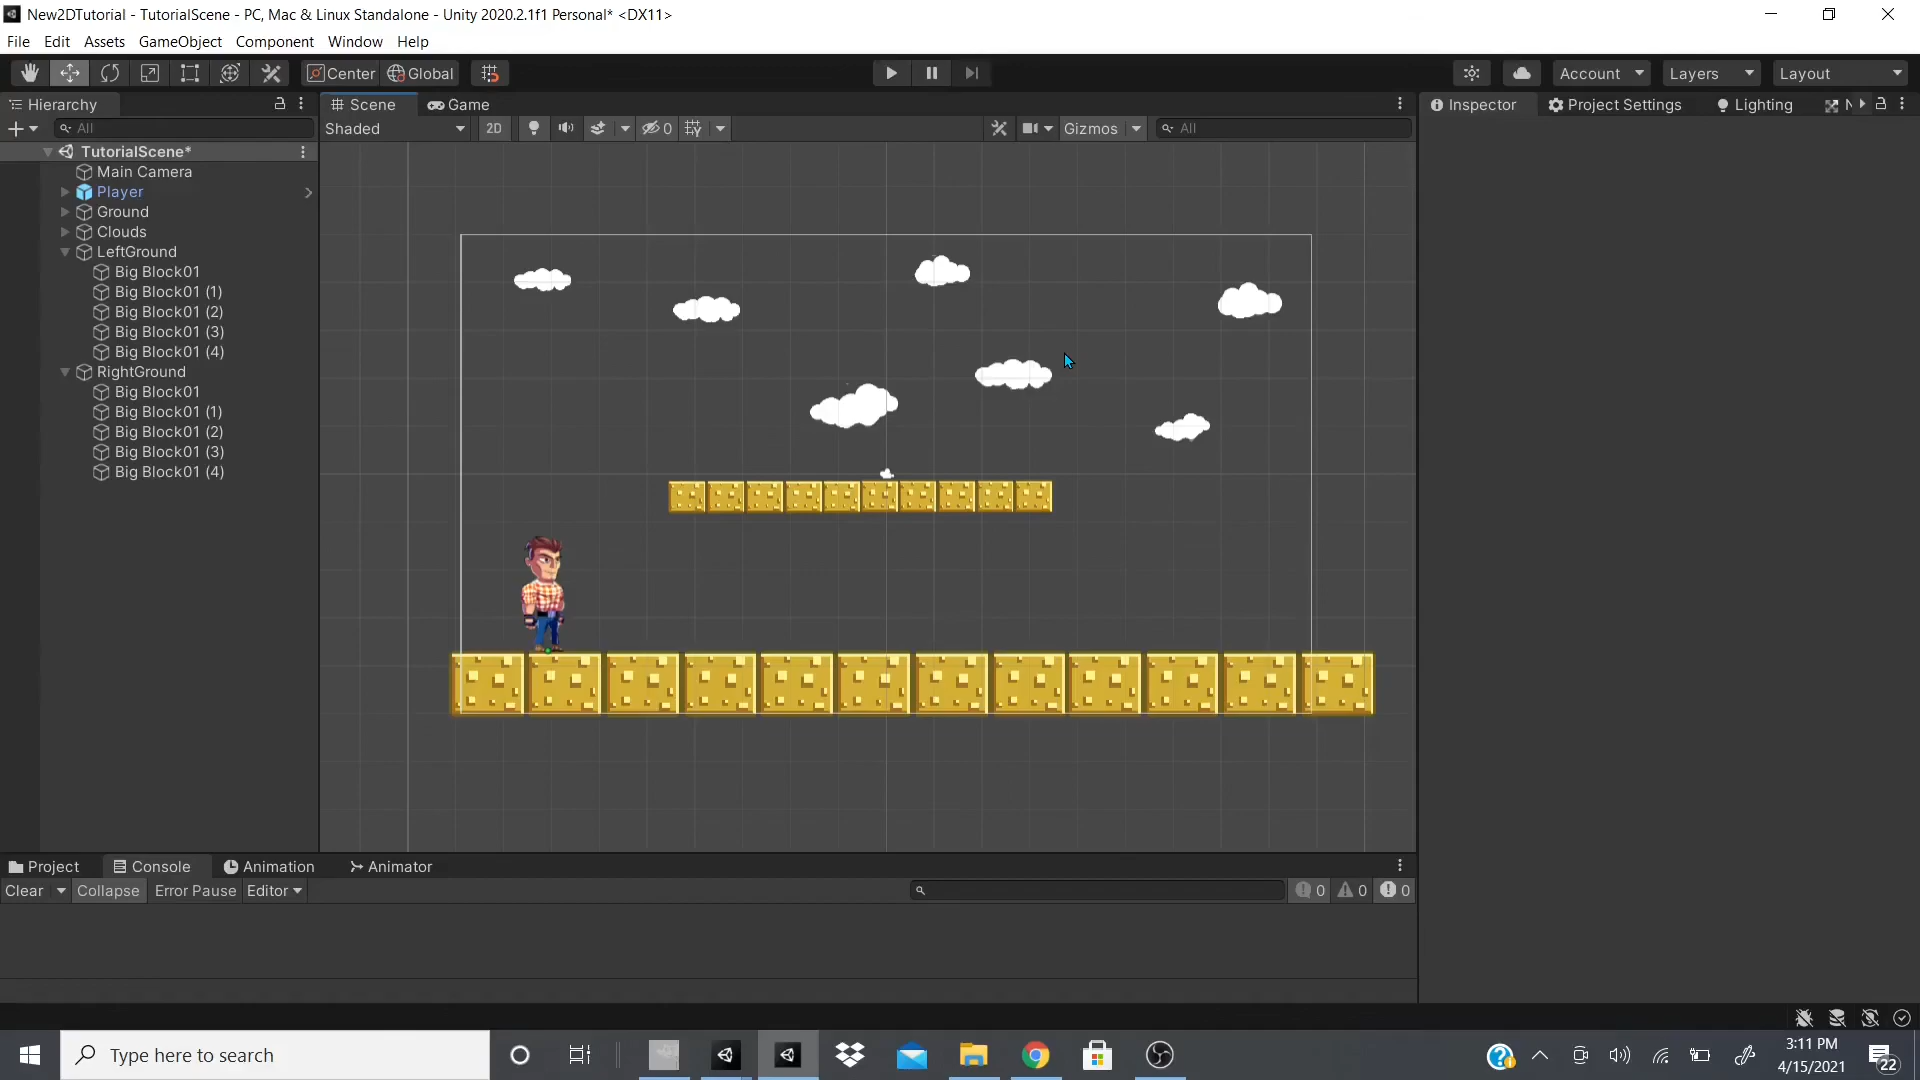 New2DTutorial - TutorialScene - PC, Mac & Linux Standalone - Unity 2020.2.1f1 Personal* <DX11>
File Edit Assets GameObject Component Window Help
Center Global Account Layers Layout
Hierarchy Scene Game Inspector Project Settings Lighting N
All Shaded 2D 0 Gizmos All
TutorialScene*
Main Camera
Player
Ground
Clouds
LeftGround
Big Block01
Big Block01 (1)
Big Block01 (2)
Big Block01 (3)
Big Block01 (4)
RightGround
Big Block01
Big Block01 (1)
Big Block01 (2)
Big Block01 (3)
Big Block01 (4)
Project Console Animation Animator
Clear Collapse Error Pause Editor 0 0 0
Type here to search
3:11 PM
4/15/2021
22